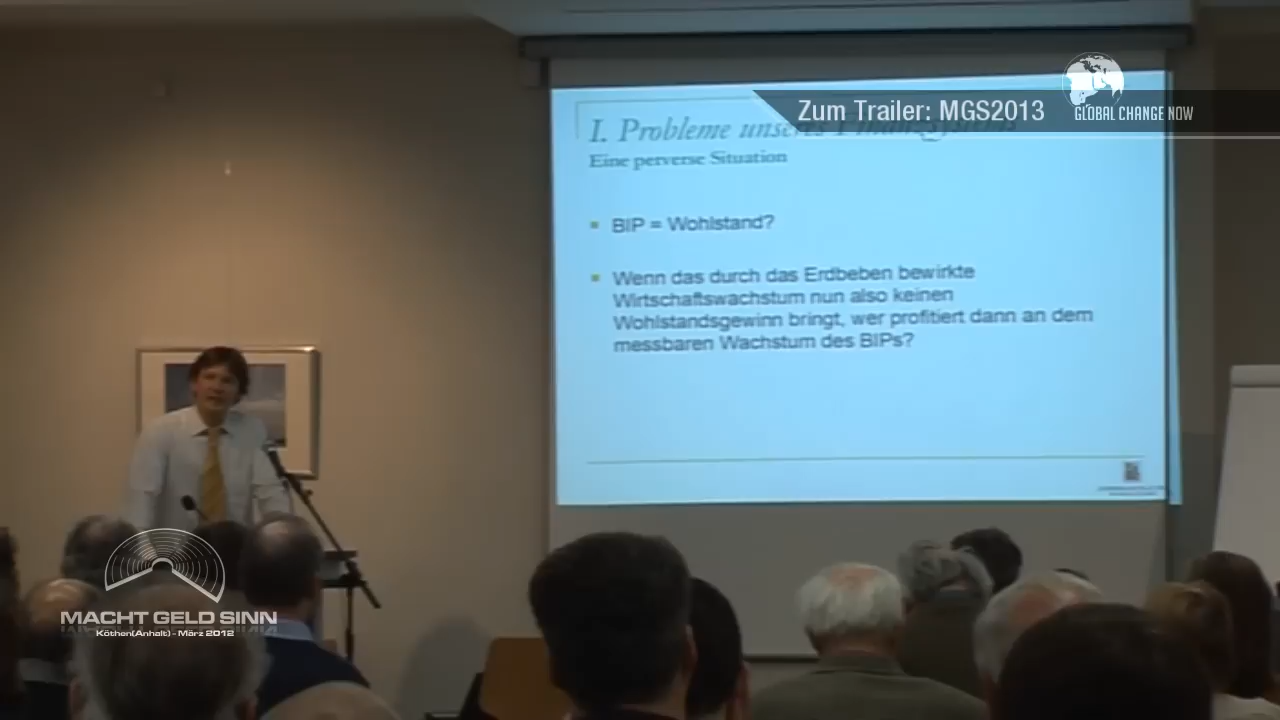 Zum Trailer: MGS2013
GLOBAL CHANGE NOW
I. Probleme unseres Finanzsystems
Eine perverse Situation
BIP = Wohlstand?
Wenn das durch das Erdbeben bewirkte
Wirtschaftswachstum nun also keinen
Wohlstandsgewinn bringt, wer profitiert dann an dem
messbaren Wachstum des BIPs?
MACHT GELD SINN
Köthen(Anhalt) - März 2012